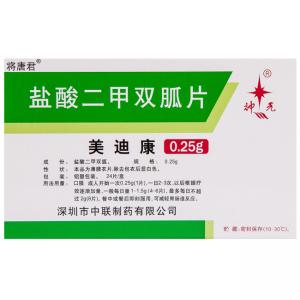 将唐君®
盐酸二甲双胍片
美迪康 0.25g
成份：盐酸二甲双胍。 规格：0.25g
性状：本品为薄膜衣片，除去包衣后显白色。
包装：铝塑包装。 24片/盒
用法用量：口服 成人开始一次0.25g(1片)，一日2-3次，以后根据疗
效逐渐增量，一般每日量1-1.5g(4-6片)，最多每日不超
过2g(8片)，餐中或餐后即刻服用，可减轻胃肠道反应。
贮藏：密封保存(10-30℃)。
深圳市中联制药有限公司